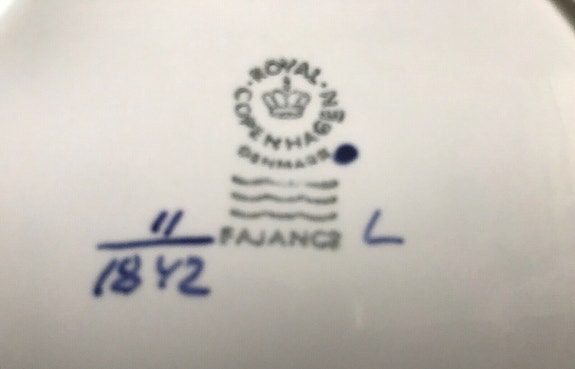 ROYAL
COPENHAGEN
DENMARK
FAJANCE
11
1842
L